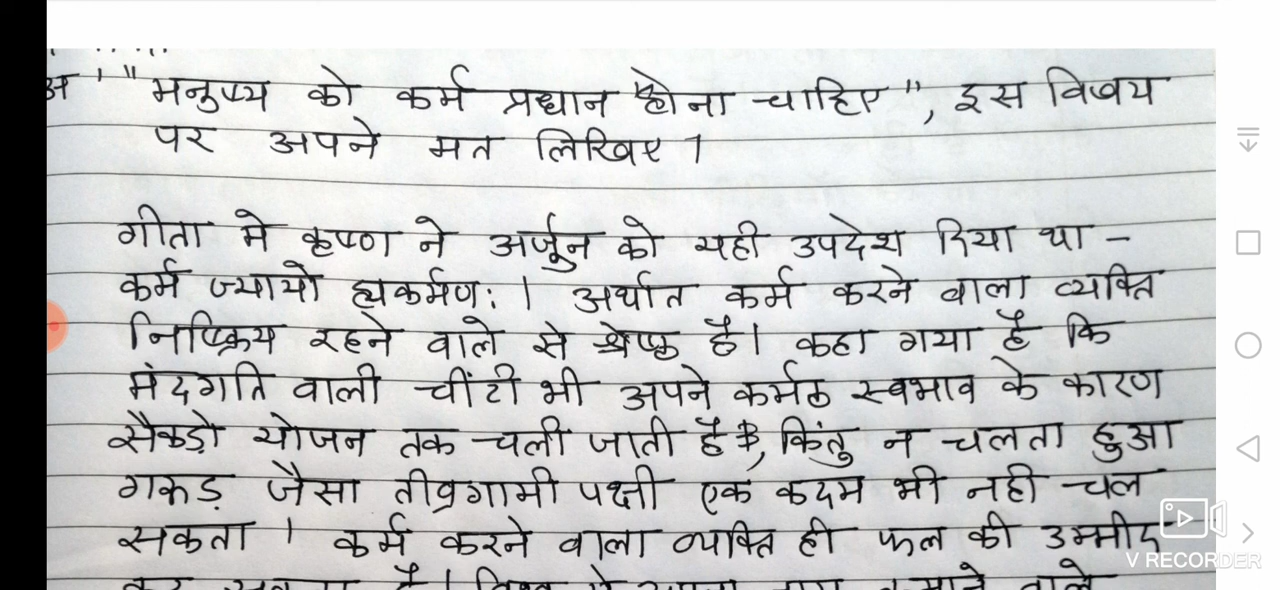 अ "मनुष्य को कर्म प्रधान होना चाहिए", इस विषय
पर अपने मत लिखिए।
गीता मे कृष्ण ने अर्जुन को यही उपदेश दिया था –
कर्म ज्यायो ह्यकर्मणः। अर्थात कर्म करने वाला व्यक्ति
निष्क्रिय रहने वाले से श्रेष्ठ है। कहा गया है कि
मंदगति वाली चींटी भी अपने कर्मठ स्वभाव के कारण
सैकड़ो योजन तक चली जाती है, किंतु न चलता हुआ
गरुड़ जैसा तीव्रगामी पक्षी एक कदम भी नही चल
सकता। कर्म करने वाला व्यक्ति ही फल की उम्मीद
V RECORDER